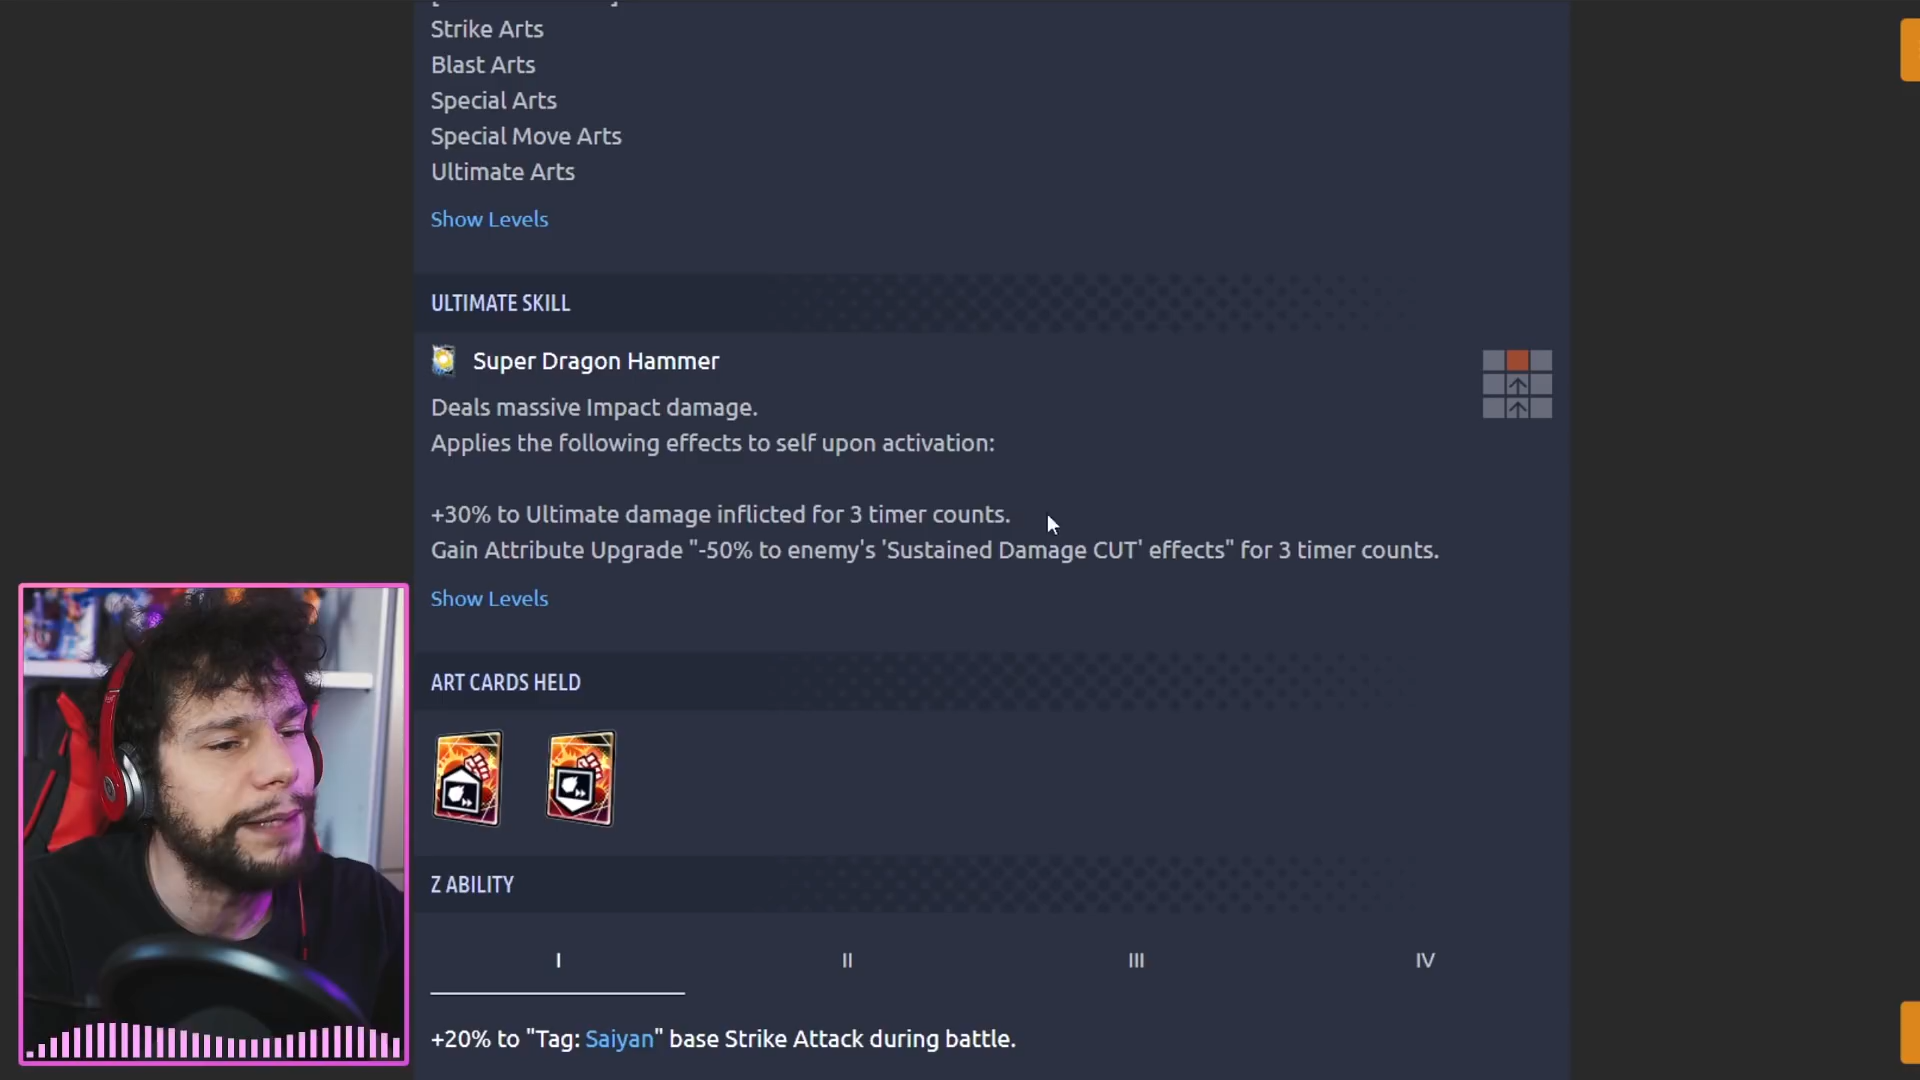 Strike Arts
Blast Arts
Special Arts
Special Move Arts
Ultimate Arts
Show Levels
ULTIMATE SKILL
Super Dragon Hammer
Deals massive Impact damage.
Applies the following effects to self upon activation:
+30% to Ultimate damage inflicted for 3 timer counts.
Gain Attribute Upgrade "-50% to enemy's 'Sustained Damage CUT' effects" for 3 timer counts.
Show Levels
ART CARDS HELD
Z ABILITY
I II III IV
+20% to "Tag: Saiyan" base Strike Attack during battle.